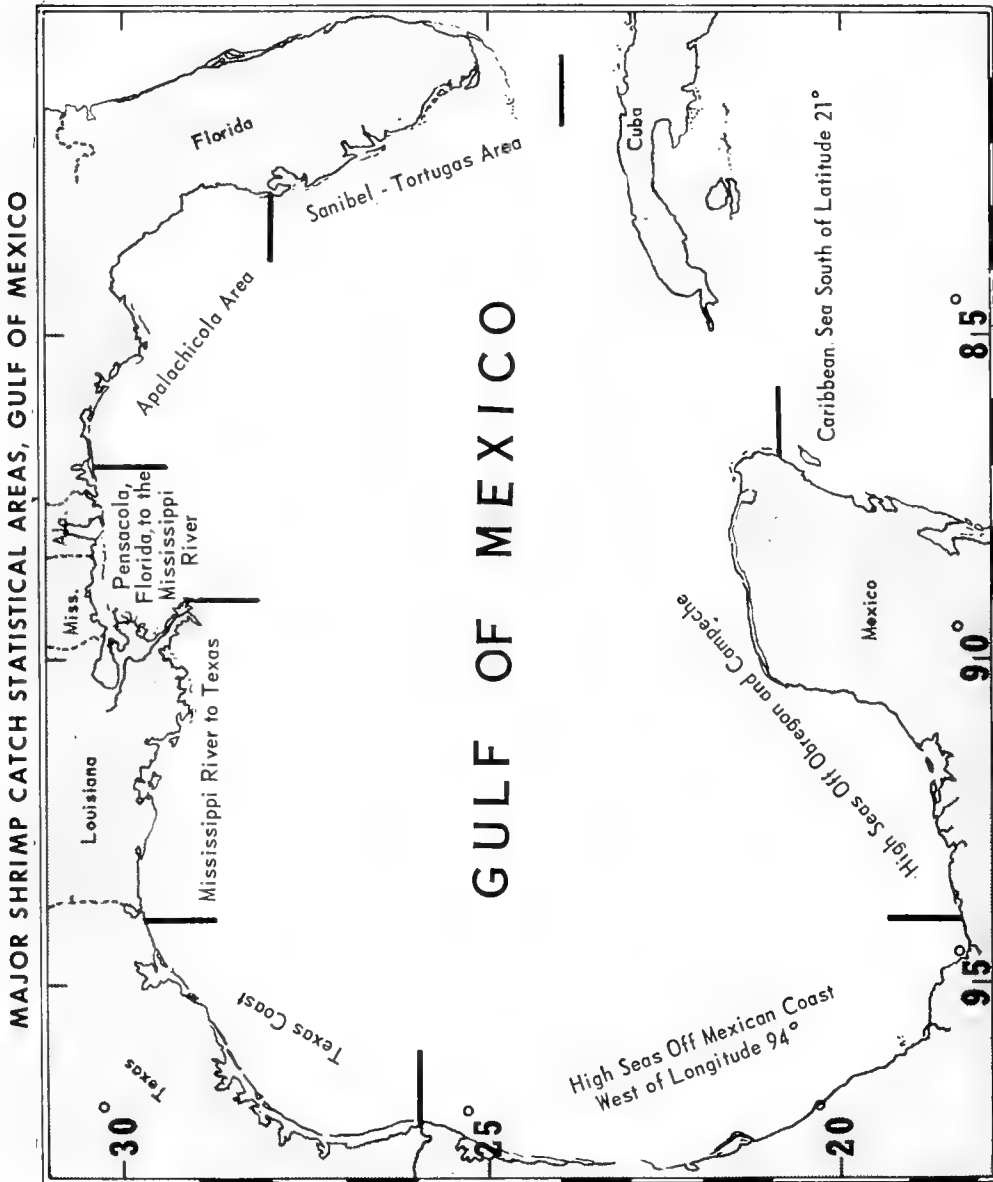 MAJOR SHRIMP CATCH STATISTICAL AREAS, GULF OF MEXICO
Florida
Ala.
Miss.
Louisiana
Texas
Sanibel - Tortugas Area
Apalachicola Area
Pensacola,
Florida, to the
Mississippi
River
Mississippi River to Texas
Texas Coast
GULF OF MEXICO
Cuba
Caribbean. Sea South of Latitude 21°
Mexico
High Seas Off Obregon and Campeche
High Seas Off Mexican Coast
West of Longitude 94°
30°
25°
20°
95°
90°
85°